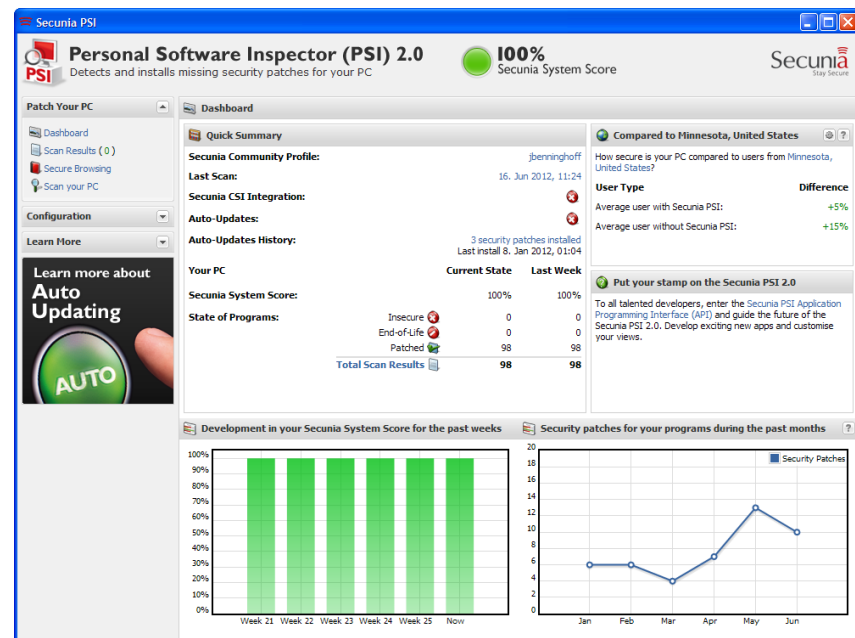 Secunia PSI
Personal Software Inspector (PSI) 2.0
Detects and installs missing security patches for your PC
PSI
100%
Secunia System Score
Secunia
Stay Secure
Patch Your PC
Dashboard
Scan Results ( 0 )
Secure Browsing
Scan your PC
Configuration
Learn More
Learn more about
Auto
Updating
AUTO
Dashboard
Quick Summary
Secunia Community Profile: jbenninghoff
Last Scan: 16. Jun 2012, 11:24
Secunia CSI Integration:
Auto-Updates:
Auto-Updates History: 3 security patches installed
Last install 8. Jan 2012, 01:04
Your PC Current State Last Week
Secunia System Score: 100% 100%
State of Programs: Insecure 0 0
End-of-Life 0 0
Patched 98 98
Total Scan Results 98 98
Compared to Minnesota, United States ?
How secure is your PC compared to users from Minnesota,
United States?
User Type Difference
Average user with Secunia PSI: +5%
Average user without Secunia PSI: +15%
Put your stamp on the Secunia PSI 2.0
To all talented developers, enter the Secunia PSI Application
Programming Interface (API) and guide the future of the
Secunia PSI 2.0. Develop exciting new apps and customise
your views.
Development in your Secunia System Score for the past weeks
100%
90%
80%
70%
60%
50%
40%
30%
20%
10%
0%
Week 21 Week 22 Week 23 Week 24 Week 25 Now
Security patches for your programs during the past months ?
Security Patches
20
18
16
14
12
10
8
6
4
2
0
Jan Feb Mar Apr May Jun